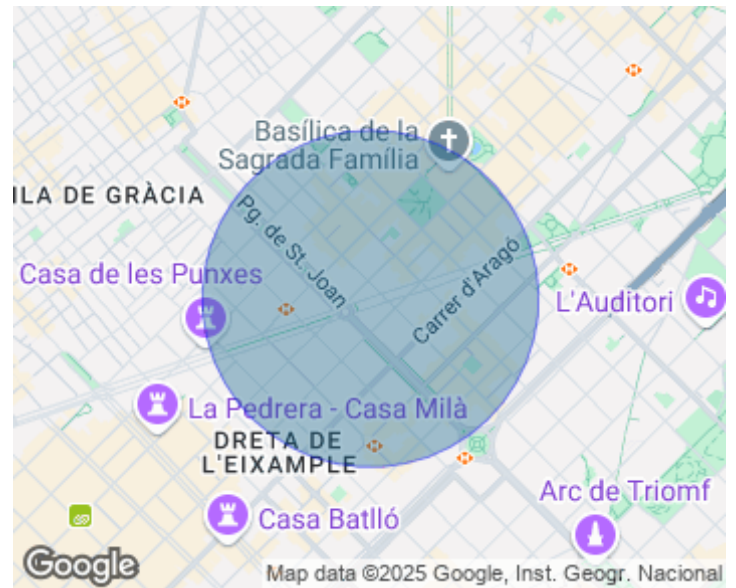 Basílica de la
Sagrada Família
ILA DE GRÀCIA
Pg. de St. Joan
Casa de les Punxes
Carrer d'Aragó
L'Auditori
La Pedrera - Casa Milà
DRETA DE
L'EIXAMPLE
Arc de Triomf
Casa Batlló
Google
Map data ©2025 Google, Inst. Geogr. Nacional